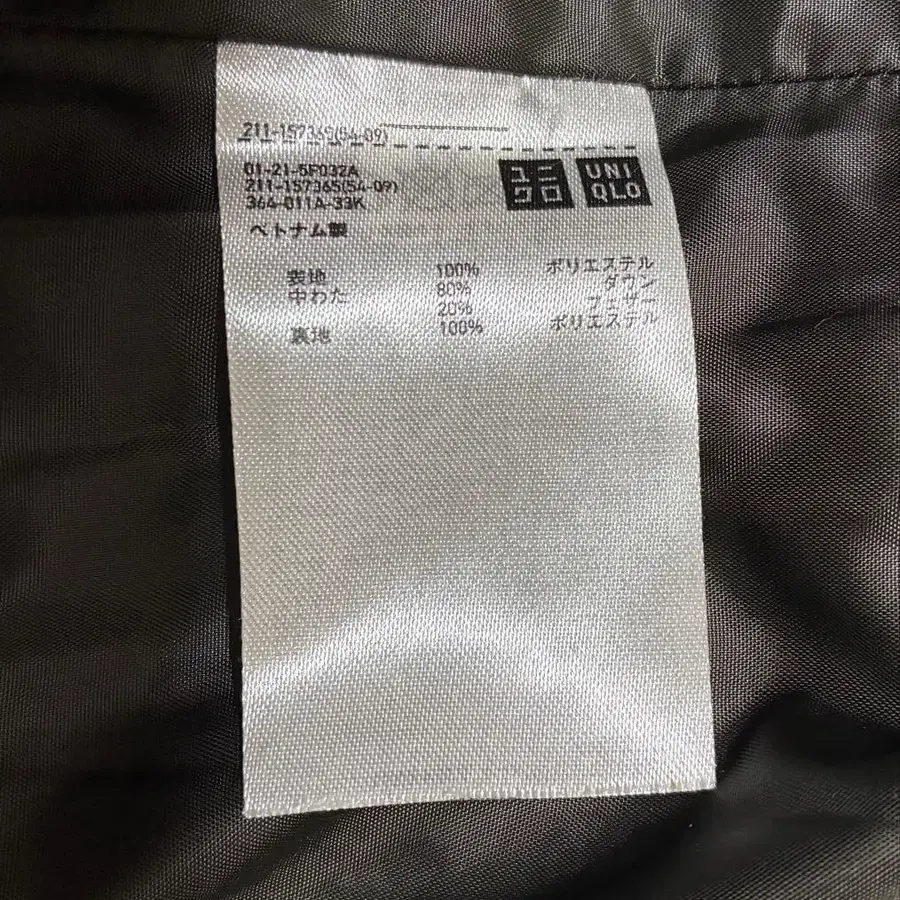 211-157365(54-09)
01-21-5F032A
211-157365(54-09)
364-011A-33K
ユニクロ
UNIQLO
ベトナム製
表地 100% ポリエステル
中わた 80% ダウン
20% フェザー
裏地 100% ポリエステル